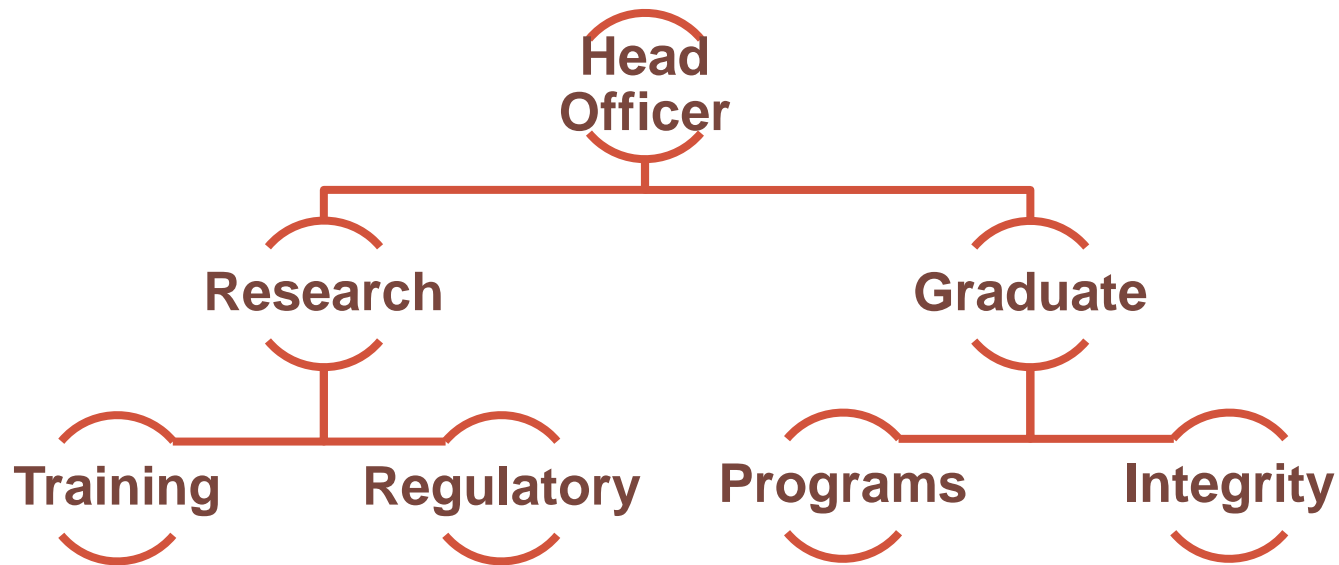 Head
Officer
Research
Graduate
Training
Regulatory
Programs
Integrity